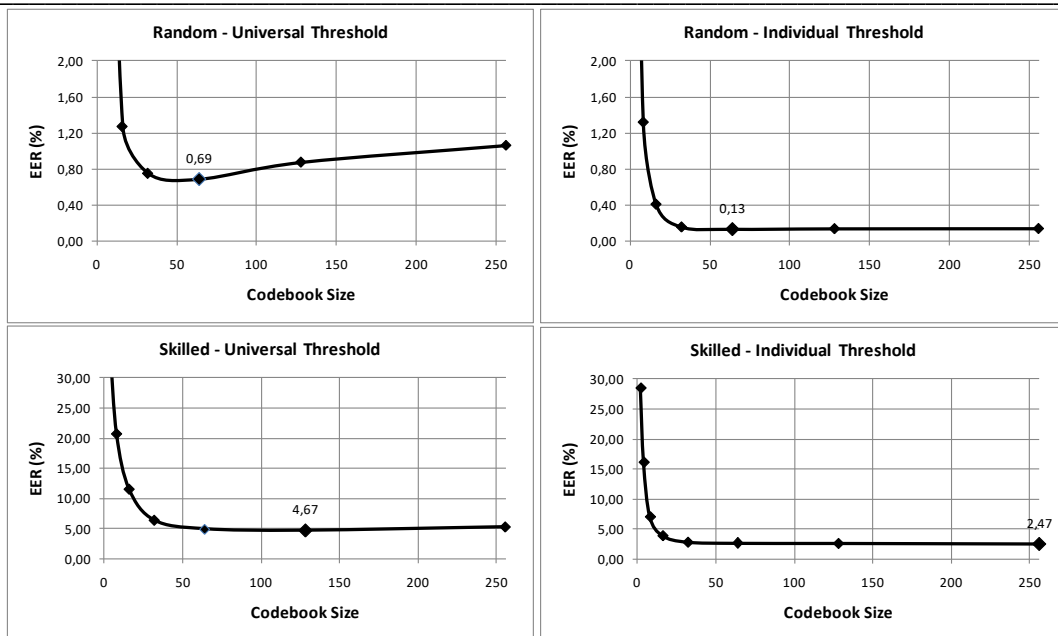 Random - Universal Threshold
2,00
1,60
1,20
0,80
0,40
0,00
EER (%)
0,69
0 50 100 150 200 250
Codebook Size
Random - Individual Threshold
2,00
1,60
1,20
0,80
0,40
0,00
EER (%)
0,13
0 50 100 150 200 250
Codebook Size
Skilled - Universal Threshold
30,00
25,00
20,00
15,00
10,00
5,00
0,00
EER (%)
4,67
0 50 100 150 200 250
Codebook Size
Skilled - Individual Threshold
30,00
25,00
20,00
15,00
10,00
5,00
0,00
EER (%)
2,47
0 50 100 150 200 250
Codebook Size